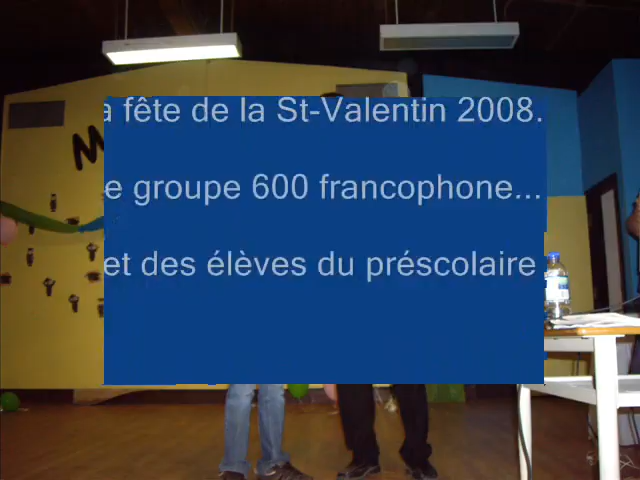 a fête de la St-Valentin 2008.
e groupe 600 francophone...
et des élèves du préscolaire